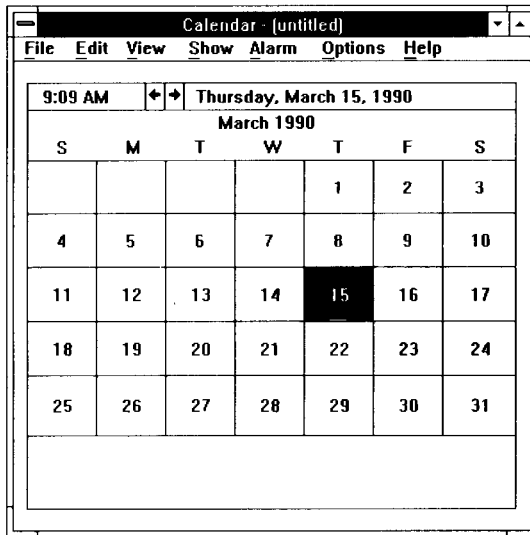 Calendar - (untitled)
File Edit View Show Alarm Options Help
9:09 AM Thursday, March 15, 1990
March 1990
S M T W T F S
1 2 3
4 5 6 7 8 9 10
11 12 13 14 15 16 17
18 19 20 21 22 23 24
25 26 27 28 29 30 31